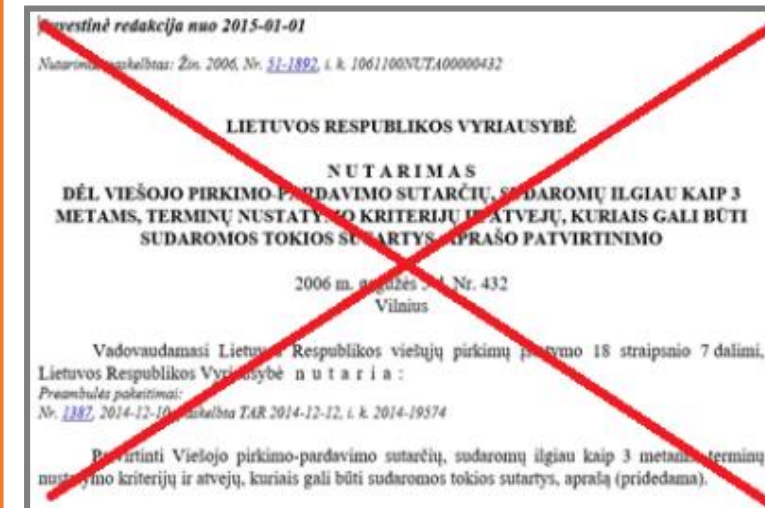 Suvestinė redakcija nuo 2015-01-01
Nutarimas paskelbtas: Žin. 2006, Nr. 51-1892, i. k. 1061100NUTA00000432
LIETUVOS RESPUBLIKOS VYRIAUSYBĖ
N U T A R I M A S
DĖL VIEŠOJO PIRKIMO-PARDAVIMO SUTARČIŲ, SUDAROMŲ ILGIAU KAIP 3
METAMS, TERMINŲ NUSTATYMO KRITERIJŲ IR ATVEJŲ, KURIAIS GALI BŪTI
SUDAROMOS TOKIOS SUTARTYS, APRAŠO PATVIRTINIMO
2006 m. gegužės d. Nr. 432
Vilnius
Vadovaudamasi Lietuvos Respublikos viešųjų pirkimų įstatymo 18 straipsnio 7 dalimi,
Lietuvos Respublikos Vyriausybė n u t a r i a :
Preambulės pakeitimai:
Nr. 1387, 2014-12-10, paskelbta TAR 2014-12-12, i. k. 2014-19574
Patvirtinti Viešojo pirkimo-pardavimo sutarčių, sudaromų ilgiau kaip 3 metams, terminų
nustatymo kriterijų ir atvejų, kuriais gali būti sudaromos tokios sutartys, aprašą (pridedama).